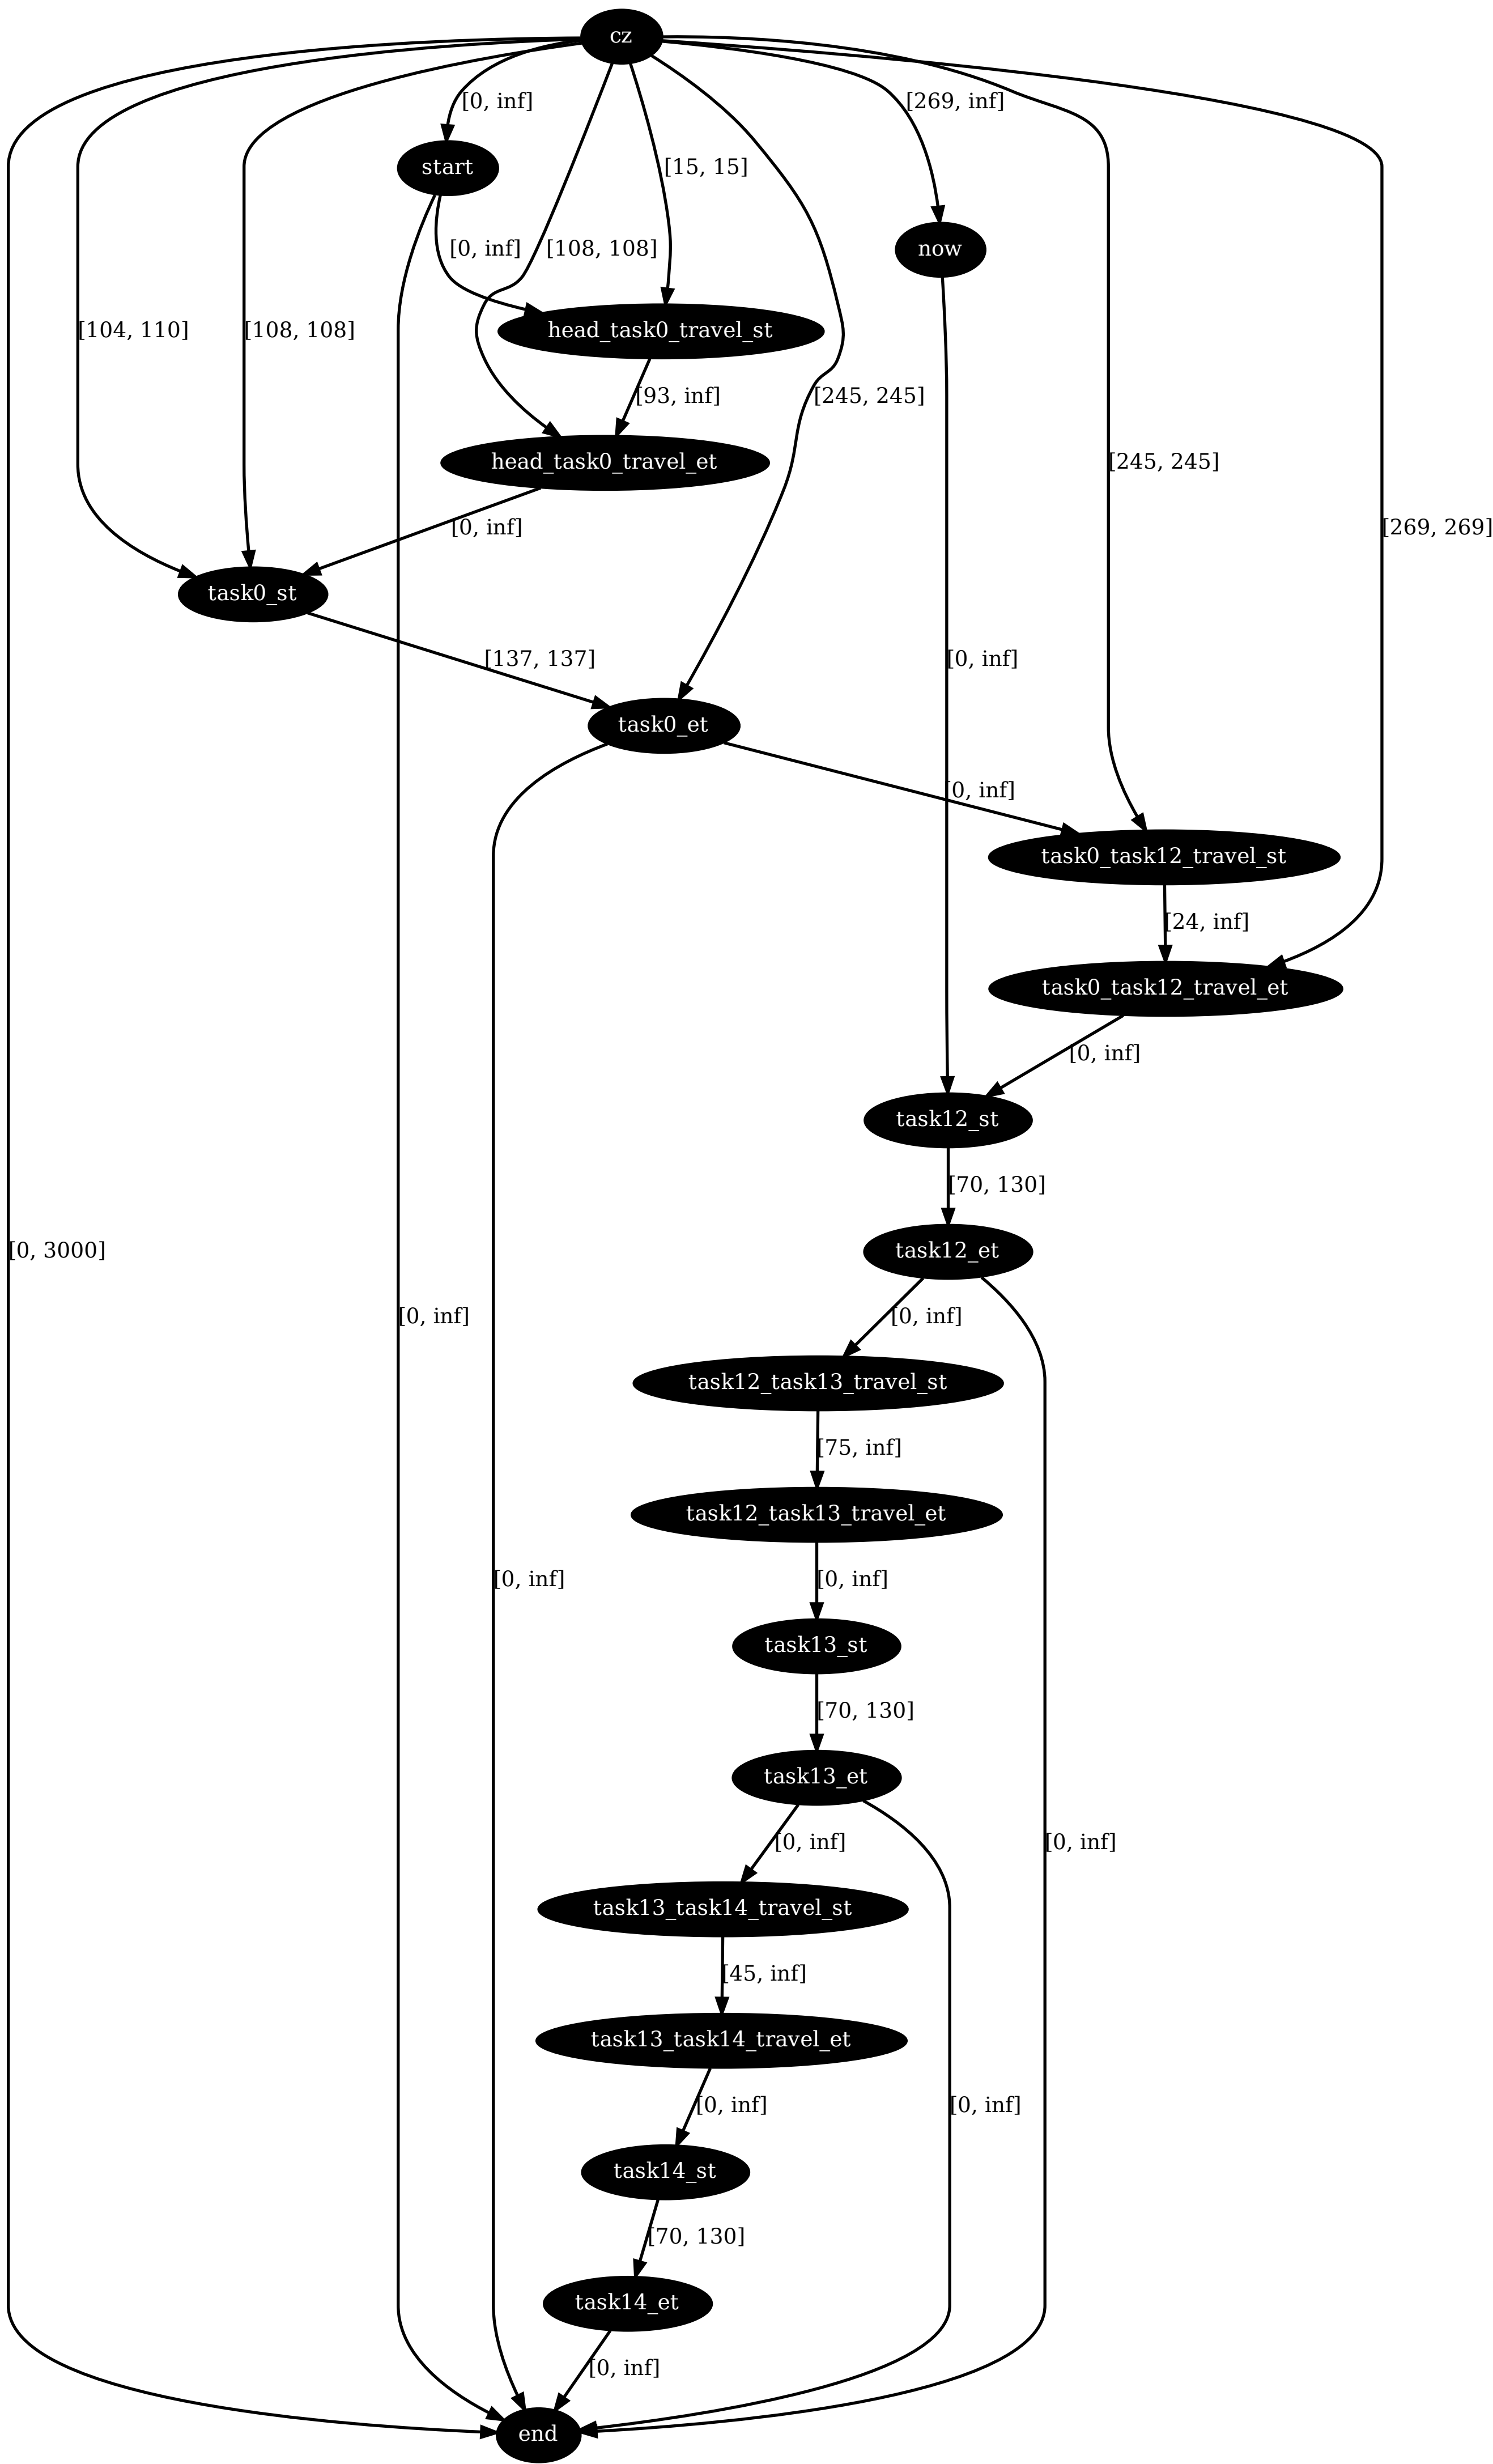 cz
[0, inf]
[269, inf]
start
[15, 15]
now
[0, inf]
[108, 108]
head_task0_travel_st
[104, 110]
[108, 108]
[93, inf]
[245, 245]
head_task0_travel_et
[245, 245]
[0, inf]
[269, 269]
task0_st
[137, 137]
[0, inf]
task0_et
[0, inf]
task0_task12_travel_st
[24, inf]
task0_task12_travel_et
[0, inf]
task12_st
[70, 130]
task12_et
[0, 3000]
[0, inf]
[0, inf]
task12_task13_travel_st
[75, inf]
task12_task13_travel_et
[0, inf]
[0, inf]
task13_st
[70, 130]
task13_et
[0, inf]
[0, inf]
task13_task14_travel_st
[45, inf]
task13_task14_travel_et
[0, inf]
[0, inf]
task14_st
[70, 130]
task14_et
[0, inf]
end